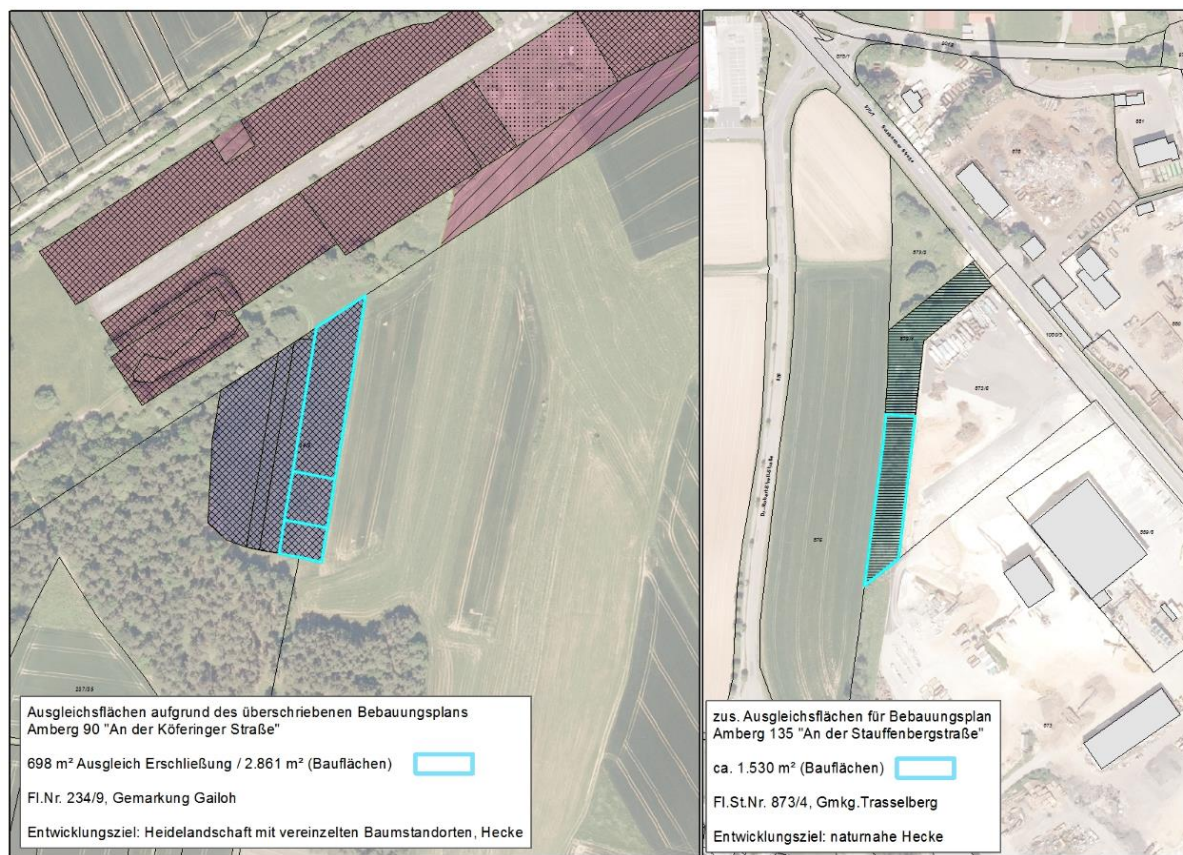 Ausgleichsflächen aufgrund des überschriebenen Bebauungsplans
Amberg 90 "An der Köferinger Straße"
698 m² Ausgleich Erschließung / 2.861 m² (Bauflächen)
Fl.Nr. 234/9, Gemarkung Gailoh
Entwicklungsziel: Heidelandschaft mit vereinzelten Baumstandorten, Hecke
zus. Ausgleichsflächen für Bebauungsplan
Amberg 135 "An der Stauffenbergstraße"
ca. 1.530 m² (Bauflächen)
Fl.St.Nr. 873/4, Gmkg.Trasselberg
Entwicklungsziel: naturnahe Hecke